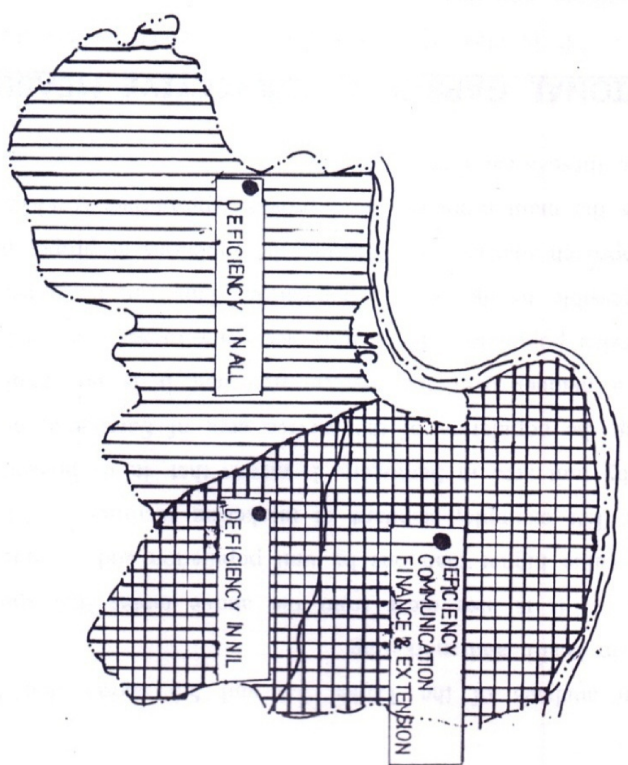 DEFICIENCY IN ALL
MC
DEFICIENCY
COMMUNICATION
FINANCE & EXTENSION
DEFICIENCY IN NIL